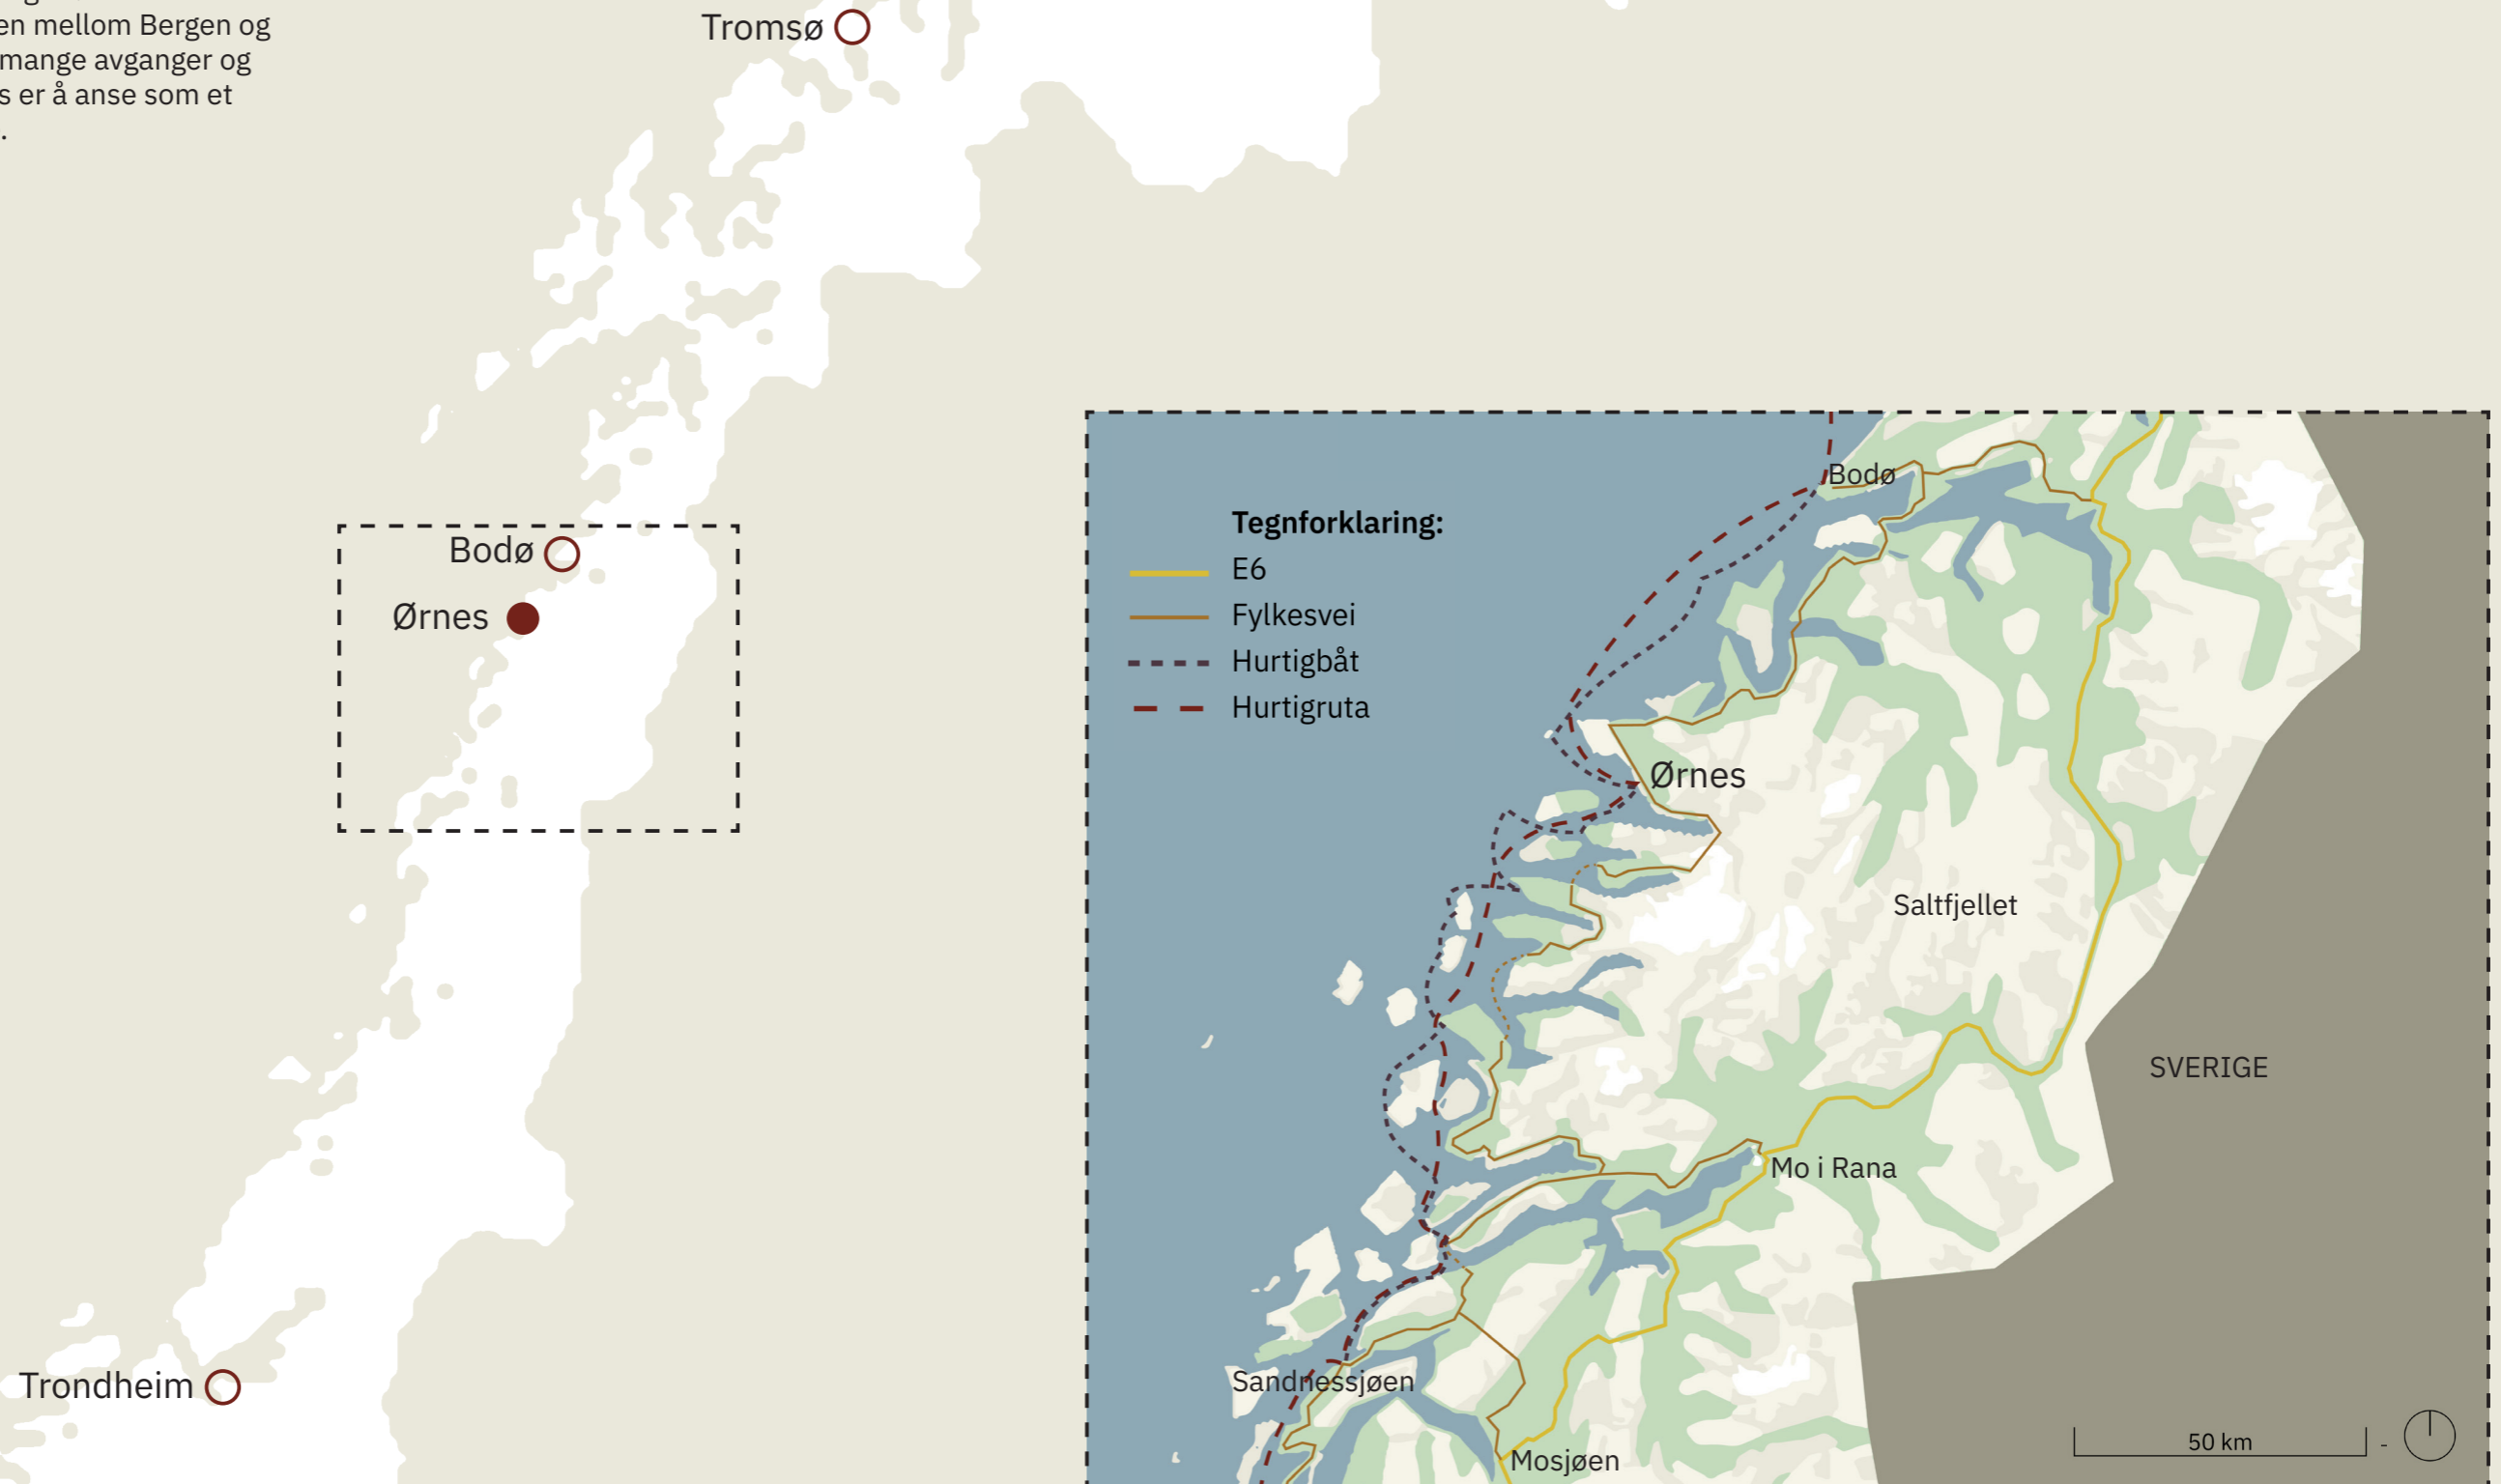 en mellom Bergen og
mange avganger og
s er å anse som et
.
Tromsø
Bodø
Ørnes
Trondheim
Tegnforklaring:
E6
Fylkesvei
Hurtigbåt
Hurtigruta
Bodø
Ørnes
Saltfjellet
SVERIGE
Mo i Rana
Sandnessjøen
Mosjøen
50 km
-